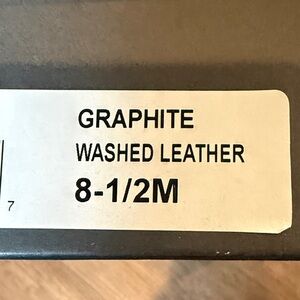 GRAPHITE
WASHED LEATHER
8-1/2M
7